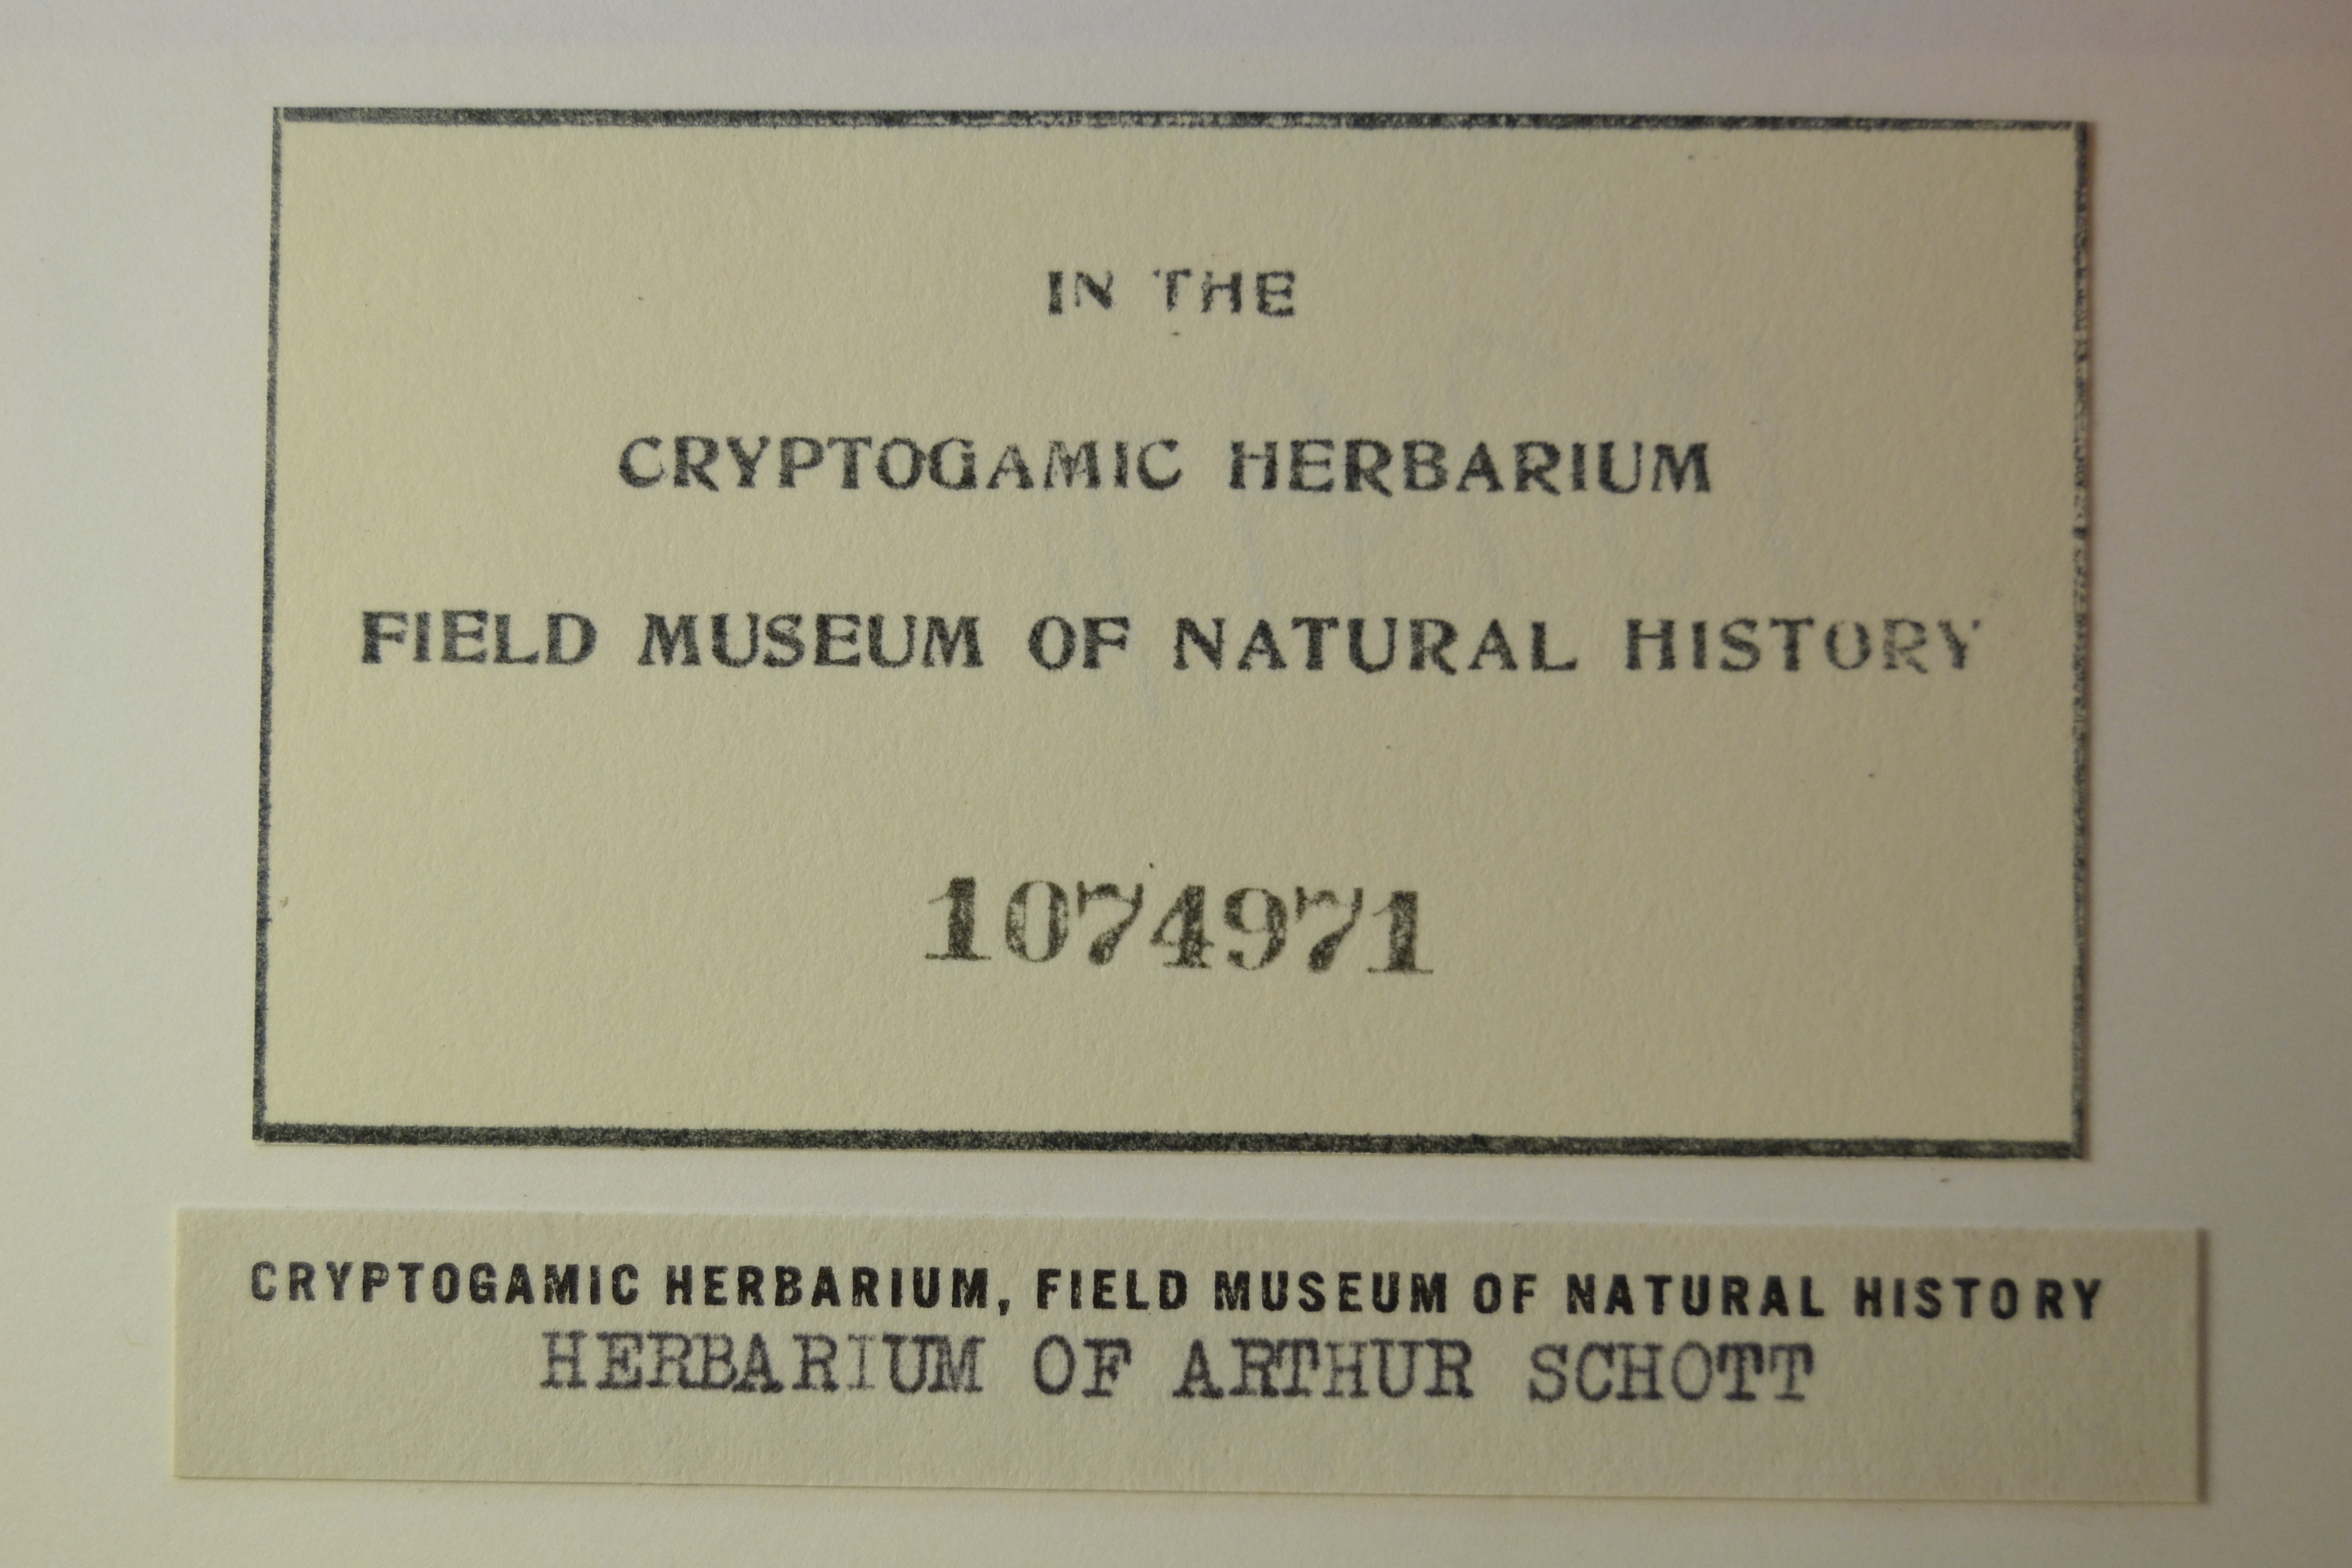 IN THE
CRYPTOGAMIC HERBARIUM
FIELD MUSEUM OF NATURAL HISTORY
1074971
CRYPTOGAMIC HERBARIUM, FIELD MUSEUM OF NATURAL HISTORY
HERBARIUM OF ARTHUR SCHOTT